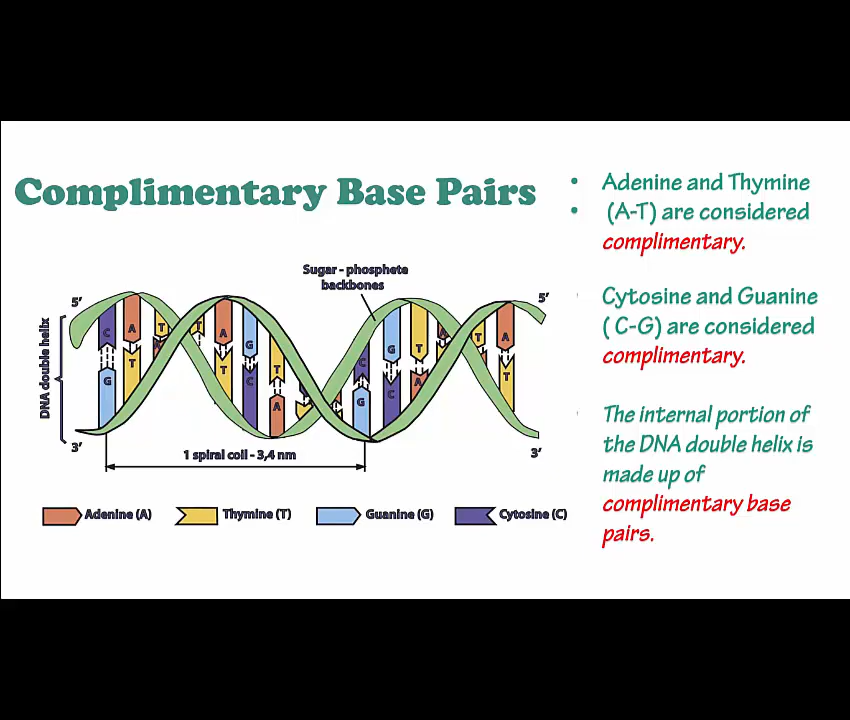 Complimentary Base Pairs
Sugar - phosphete
backbones
5'
5'
DNA double helix
C A T T A G G T A T A
G T A T C T A C G C A T
3'
3'
1 spiral coil - 3,4 nm
Adenine (A)
Thymine (T)
Guanine (G)
Cytosine (C)
• Adenine and Thymine
• (A-T) are considered
complimentary.
Cytosine and Guanine
( C-G) are considered
complimentary.
The internal portion of
the DNA double helix is
made up of
complimentary base
pairs.